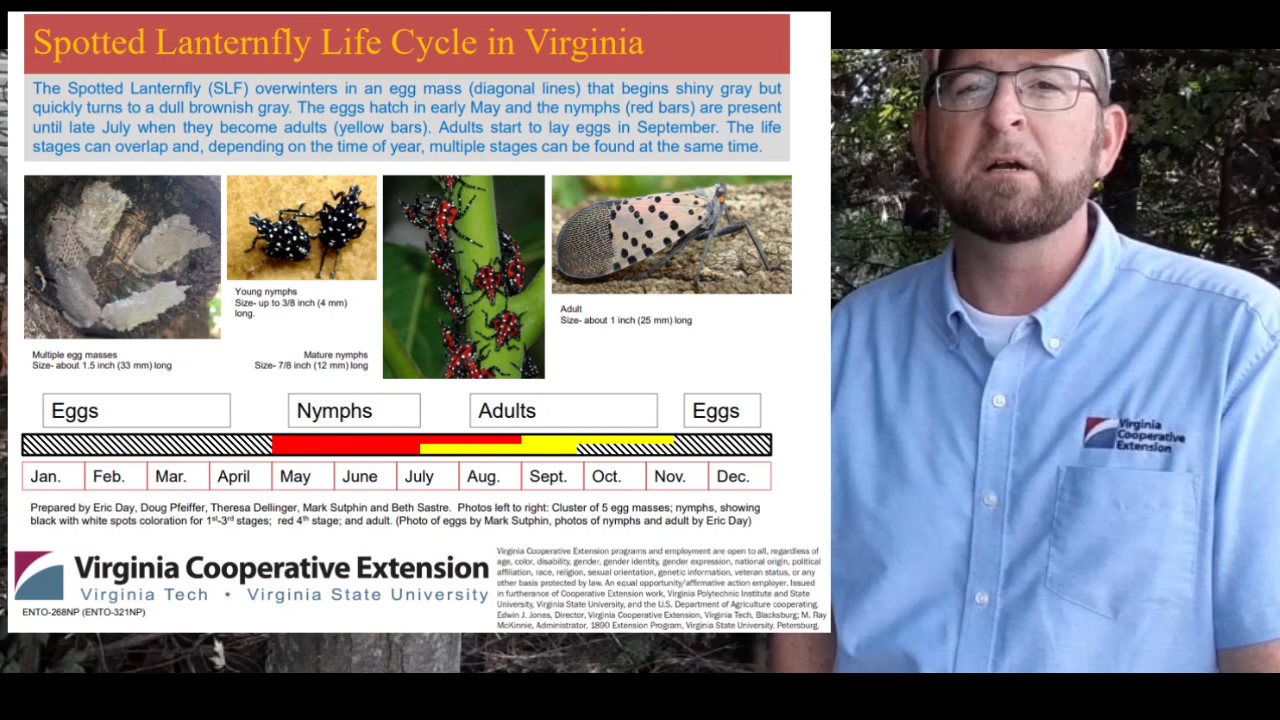 Spotted Lanternfly Life Cycle in Virginia
The Spotted Lanternfly (SLF) overwinters in an egg mass (diagonal lines) that begins shiny gray but
quickly turns to a dull brownish gray. The eggs hatch in early May and the nymphs (red bars) are present
until late July when they become adults (yellow bars). Adults start to lay eggs in September. The life
stages can overlap and, depending on the time of year, multiple stages can be found at the same time.
Young nymphs
Size- up to 3/8 inch (4 mm)
long.
Adult
Size- about 1 inch (25 mm) long
Multiple egg masses
Size- about 1.5 inch (33 mm) long
Mature nymphs
Size- 7/8 inch (12 mm) long
Eggs
Nymphs
Adults
Eggs
Jan. Feb. Mar. April May June July Aug. Sept. Oct. Nov. Dec.
Prepared by Eric Day, Doug Pfeiffer, Theresa Dellinger, Mark Sutphin and Beth Sastre. Photos left to right: Cluster of 5 egg masses; nymphs, showing
black with white spots coloration for 1st-3rd stages; red 4th stage; and adult. (Photo of eggs by Mark Sutphin, photos of nymphs and adult by Eric Day)
Virginia Cooperative Extension
Virginia Tech • Virginia State University
ENTO-268NP (ENTO-321NP)
Virginia Cooperative Extension programs and employment are open to all, regardless of
age, color, disability, gender, gender identity, gender expression, national origin, political
affiliation, race, religion, sexual orientation, genetic information, veteran status, or any
other basis protected by law. An equal opportunity/affirmative action employer. Issued
in furtherance of Cooperative Extension work, Virginia Polytechnic Institute and State
University, Virginia State University, and the U.S. Department of Agriculture cooperating.
Edwin J. Jones, Director, Virginia Cooperative Extension, Virginia Tech, Blacksburg; M. Ray
McKinnie, Administrator, 1890 Extension Program, Virginia State University, Petersburg.
Virginia
Cooperative
Extension